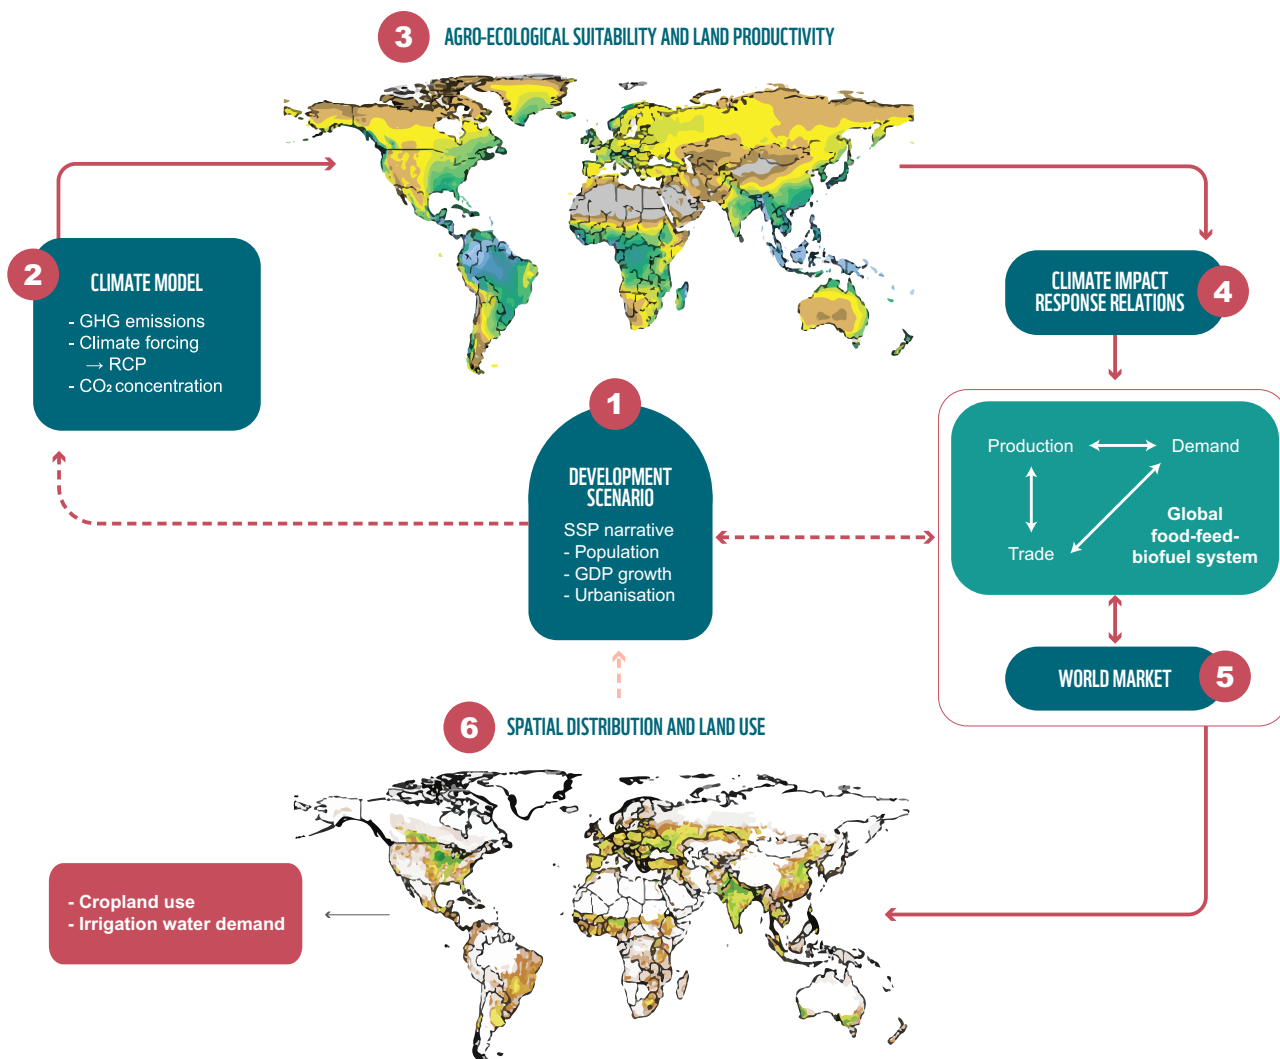 3
AGRO-ECOLOGICAL SUITABILITY AND LAND PRODUCTIVITY
2
CLIMATE MODEL
- GHG emissions
- Climate forcing
→ RCP
- CO₂ concentration
CLIMATE IMPACT
RESPONSE RELATIONS
4
1
DEVELOPMENT
SCENARIO
SSP narrative
- Population
- GDP growth
- Urbanisation
Production
Demand
Trade
Global
food-feed-
biofuel system
WORLD MARKET
5
6
SPATIAL DISTRIBUTION AND LAND USE
- Cropland use
- Irrigation water demand